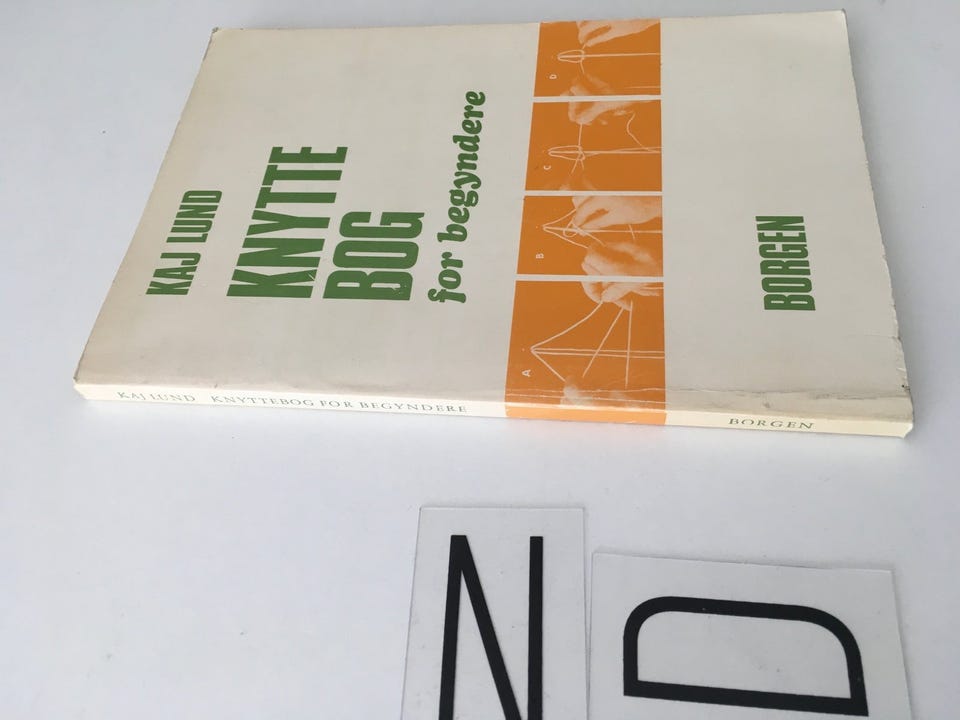 KAJ LUND
KNYTTE
BOG
for begyndere
A
B
C
D
BORGEN
KAJ LUND KNYTTEBOG FOR BEGYNDERE BORGEN
N
D